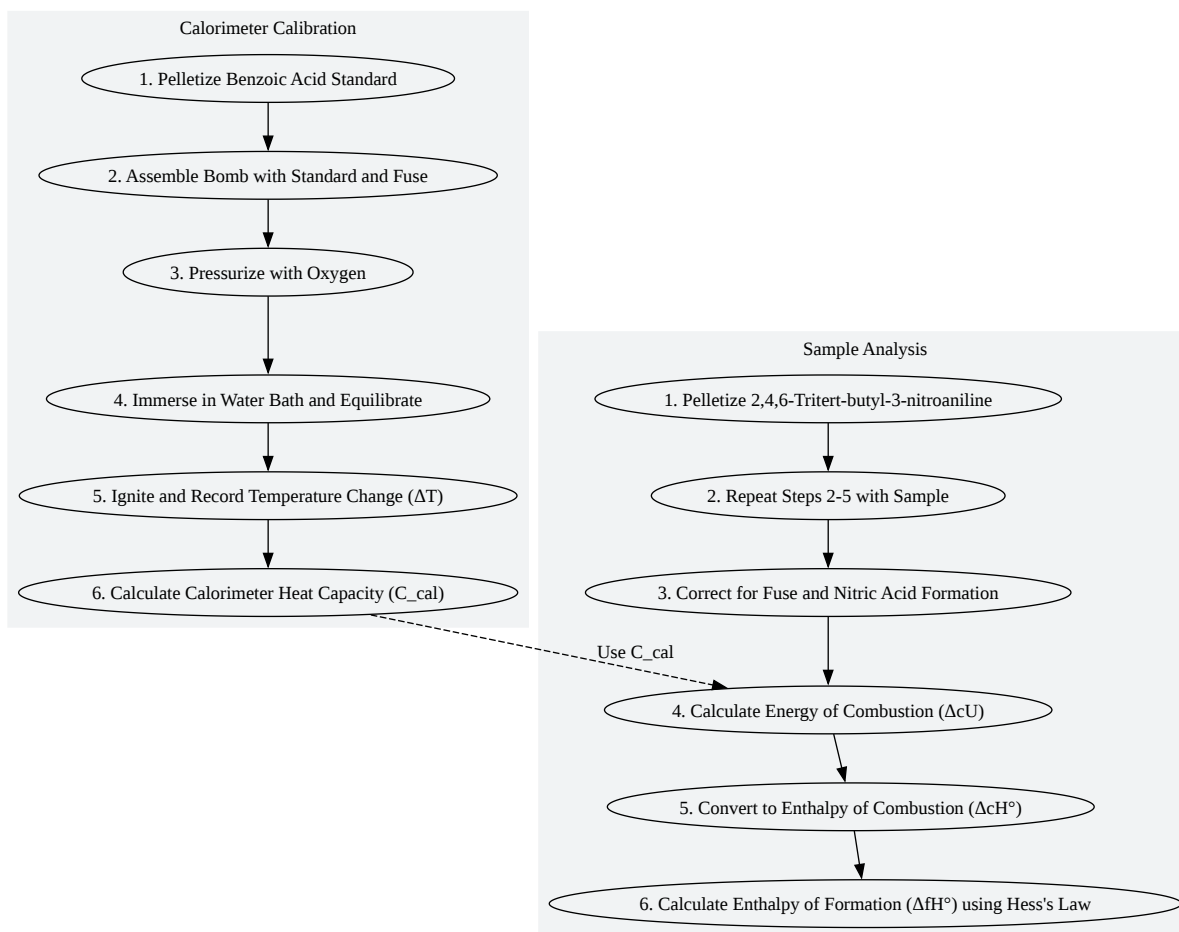 Calorimeter Calibration
1. Pelletize Benzoic Acid Standard
2. Assemble Bomb with Standard and Fuse
3. Pressurize with Oxygen
4. Immerse in Water Bath and Equilibrate
5. Ignite and Record Temperature Change (ΔT)
6. Calculate Calorimeter Heat Capacity (C_cal)
Use C_cal
Sample Analysis
1. Pelletize 2,4,6-Tritert-butyl-3-nitroaniline
2. Repeat Steps 2-5 with Sample
3. Correct for Fuse and Nitric Acid Formation
4. Calculate Energy of Combustion (ΔcU)
5. Convert to Enthalpy of Combustion (ΔcH°)
6. Calculate Enthalpy of Formation (ΔfH°) using Hess's Law